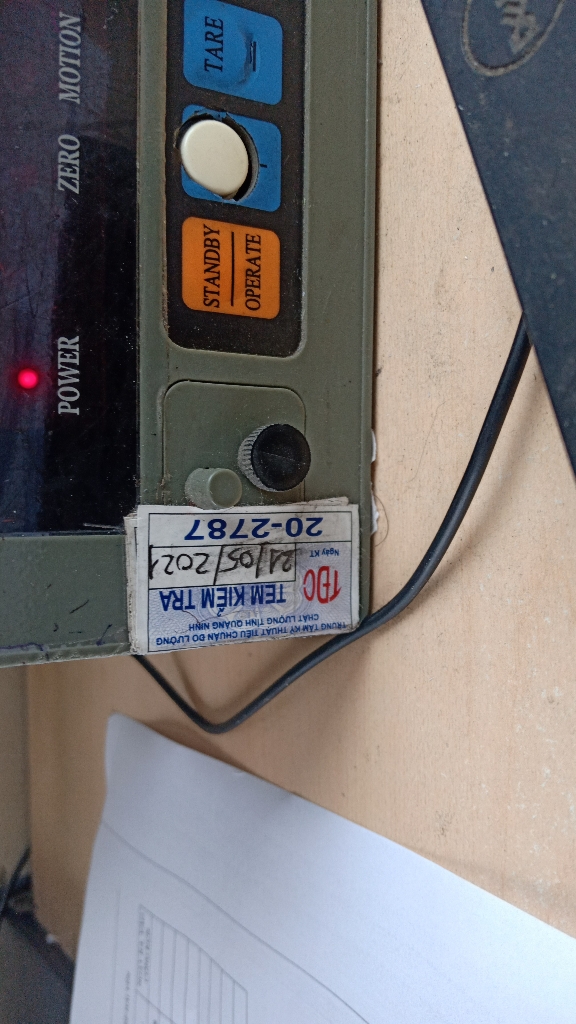 MOTION
ZERO
POWER
TARE
STANDBY
OPERATE
TRUNG TÂM KỸ THUẬT TIÊU CHUẨN ĐO LƯỜNG
CHẤT LƯỢNG TỈNH QUẢNG NINH
TĐC
TEM KIỂM TRA
Ngày KT
21/05/2021
20-2787